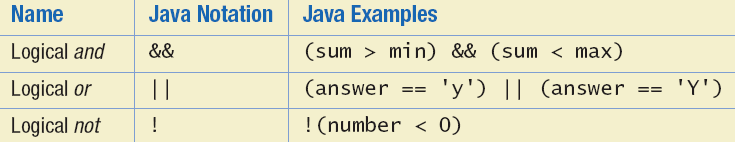 Name Java Notation Java Examples
Logical and && (sum > min) && (sum < max)
Logical or || (answer == 'y') || (answer == 'Y')
Logical not ! !(number < 0)